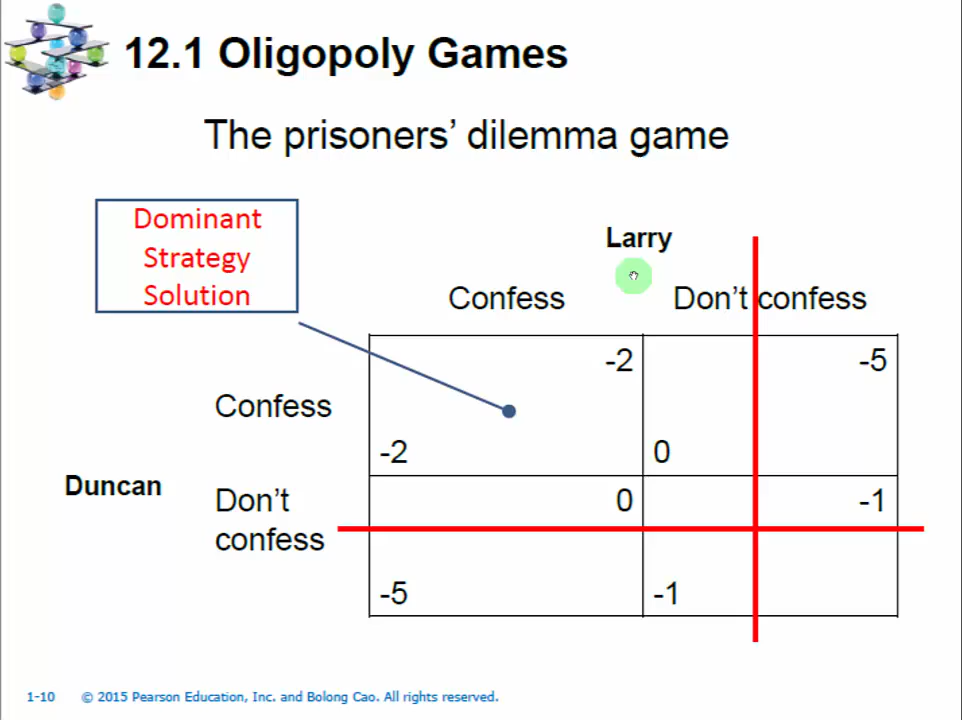 12.1 Oligopoly Games
The prisoners’ dilemma game
Dominant
Strategy
Solution
Larry
Confess Don’t confess
-2 -5
Confess
-2 0
Duncan
Don’t 0 -1
confess
-5 -1
1-10 © 2015 Pearson Education, Inc. and Bolong Cao. All rights reserved.